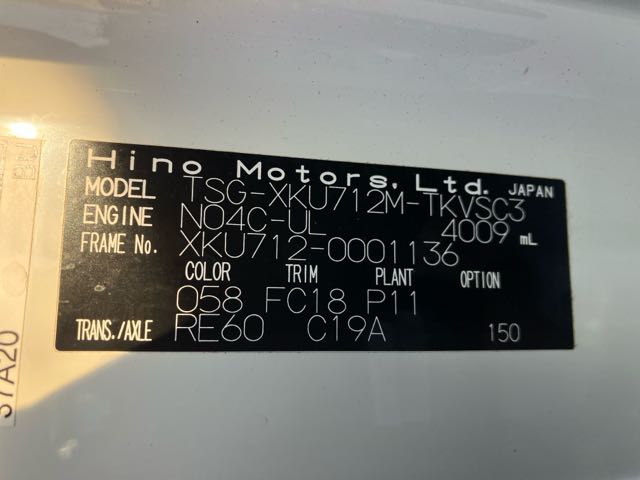 Hino Motors, Ltd. JAPAN
MODEL TSG-XKU712M-TKVSC3
ENGINE N04C-UL 4009 mL
FRAME No. XKU712-0001136
COLOR TRIM PLANT OPTION
058 FC18 P11
TRANS./AXLE RE60 C19A 150
37A20